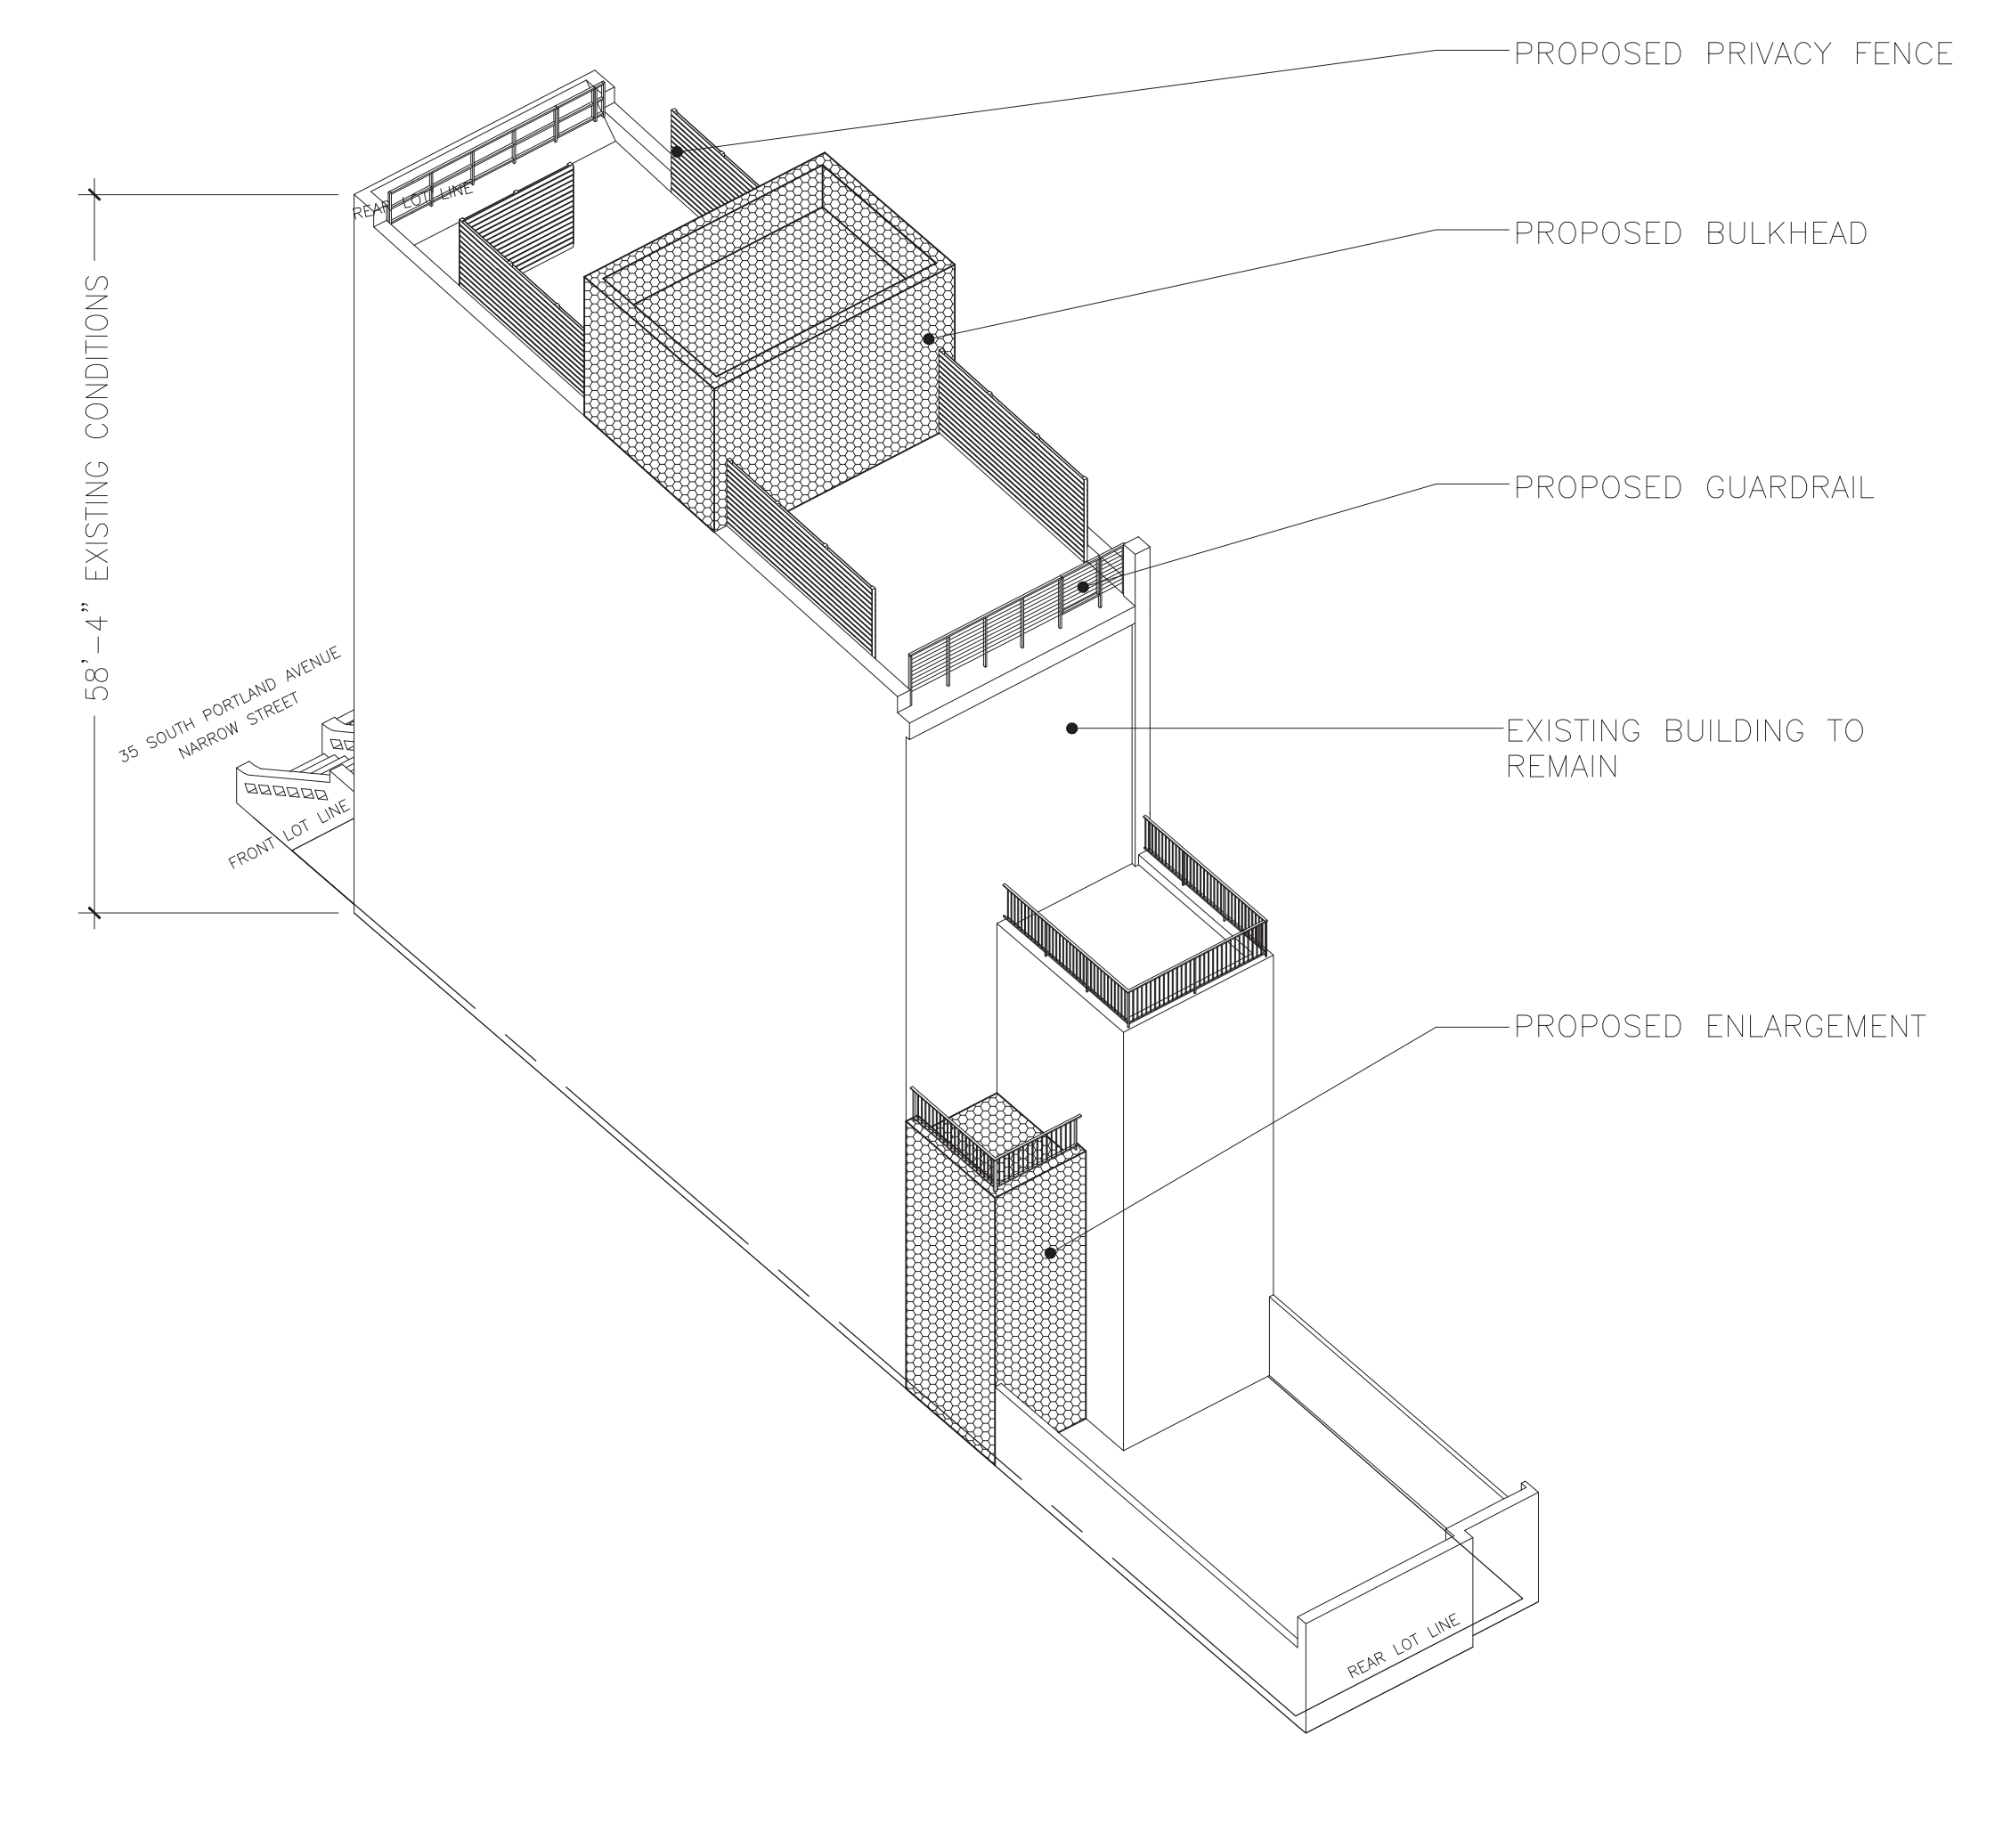 PROPOSED PRIVACY FENCE
REAR LOT LINE
PROPOSED BULKHEAD
58'-4" EXISTING CONDITIONS
PROPOSED GUARDRAIL
35 SOUTH PORTLAND AVENUE
NARROW STREET
EXISTING BUILDING TO
REMAIN
FRONT LOT LINE
PROPOSED ENLARGEMENT
REAR LOT LINE